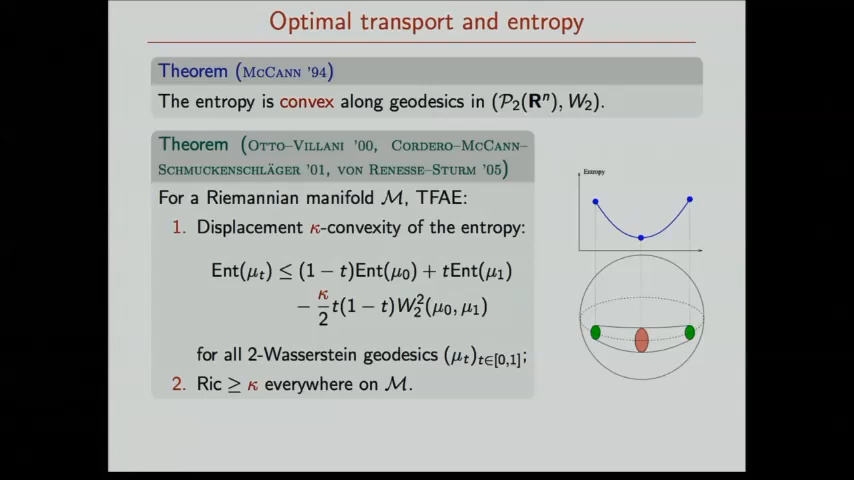 Optimal transport and entropy
Theorem (McCann '94)
The entropy is convex along geodesics in (𝒫₂(𝐑ⁿ), W₂).
Theorem (Otto–Villani '00, Cordero–McCann–
Schmuckenschläger '01, von Renesse–Sturm '05)
For a Riemannian manifold ℳ, TFAE:
1. Displacement κ-convexity of the entropy:
Ent(μₜ) ≤ (1 − t)Ent(μ₀) + tEnt(μ₁)
− κ/2 t(1 − t)W₂²(μ₀, μ₁)
for all 2-Wasserstein geodesics (μₜ)ₜ∈[0,1];
2. Ric ≥ κ everywhere on ℳ.
Entropy